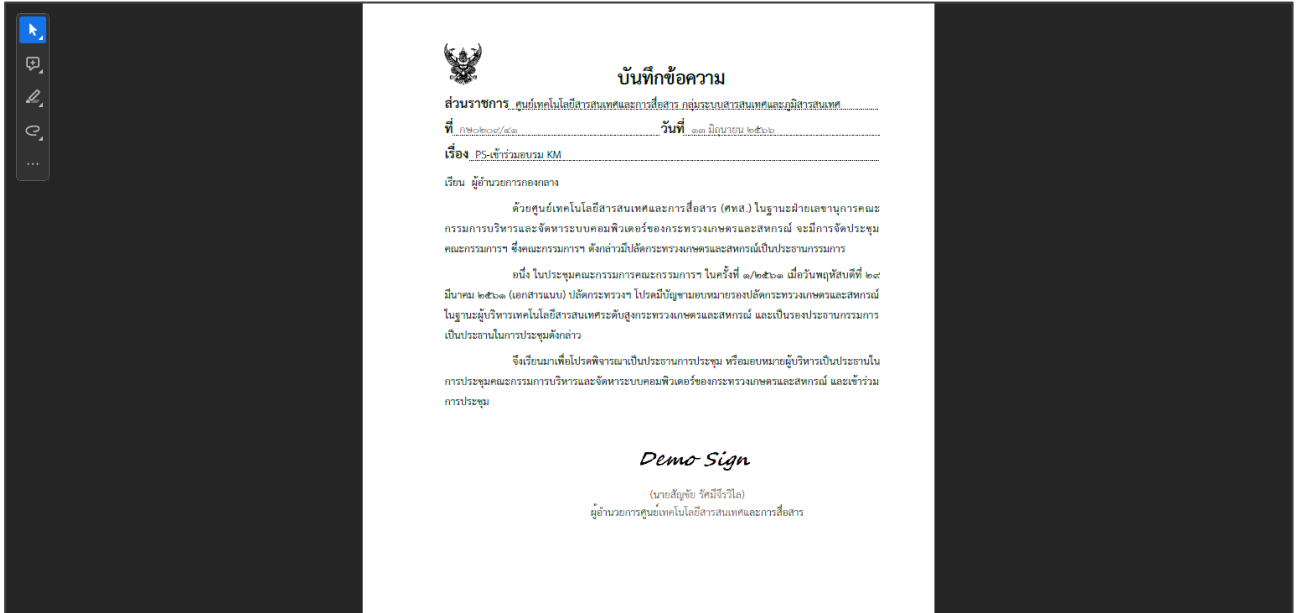 บันทึกข้อความ
ส่วนราชการ ศูนย์เทคโนโลยีสารสนเทศและการสื่อสาร กลุ่มระบบสารสนเทศและภูมิสารสนเทศ
ที่ กษ๐๒๐๙/๔๑ วันที่ ๑๓ มิถุนายน ๒๕๖๖
เรื่อง PS-เข้าร่วมอบรม KM
เรียน ผู้อำนวยการกองกลาง
ด้วยศูนย์เทคโนโลยีสารสนเทศและการสื่อสาร (ศทส.) ในฐานะฝ่ายเลขานุการคณะ
กรรมการบริหารและจัดหาระบบคอมพิวเตอร์ของกระทรวงเกษตรและสหกรณ์ จะมีการจัดประชุม
คณะกรรมการฯ ซึ่งคณะกรรมการฯ ดังกล่าวมีปลัดกระทรวงเกษตรและสหกรณ์เป็นประธานกรรมการ
อนึ่ง ในประชุมคณะกรรมการคณะกรรมการฯ ในครั้งที่ ๑/๒๕๖๑ เมื่อวันพฤหัสบดีที่ ๒๙
มีนาคม ๒๕๖๑ (เอกสารแนบ) ปลัดกระทรวงฯ โปรดมีบัญชามอบหมายรองปลัดกระทรวงเกษตรและสหกรณ์
ในฐานะผู้บริหารเทคโนโลยีสารสนเทศระดับสูงกระทรวงเกษตรและสหกรณ์ และเป็นรองประธานกรรมการ
เป็นประธานในการประชุมดังกล่าว
จึงเรียนมาเพื่อโปรดพิจารณาเป็นประธานการประชุม หรือมอบหมายผู้บริหารเป็นประธานใน
การประชุมคณะกรรมการบริหารและจัดหาระบบคอมพิวเตอร์ของกระทรวงเกษตรและสหกรณ์ และเข้าร่วม
การประชุม
Demo Sign
(นายสัญชัย รัศมีจีรวิไล)
ผู้อำนวยการศูนย์เทคโนโลยีสารสนเทศและการสื่อสาร